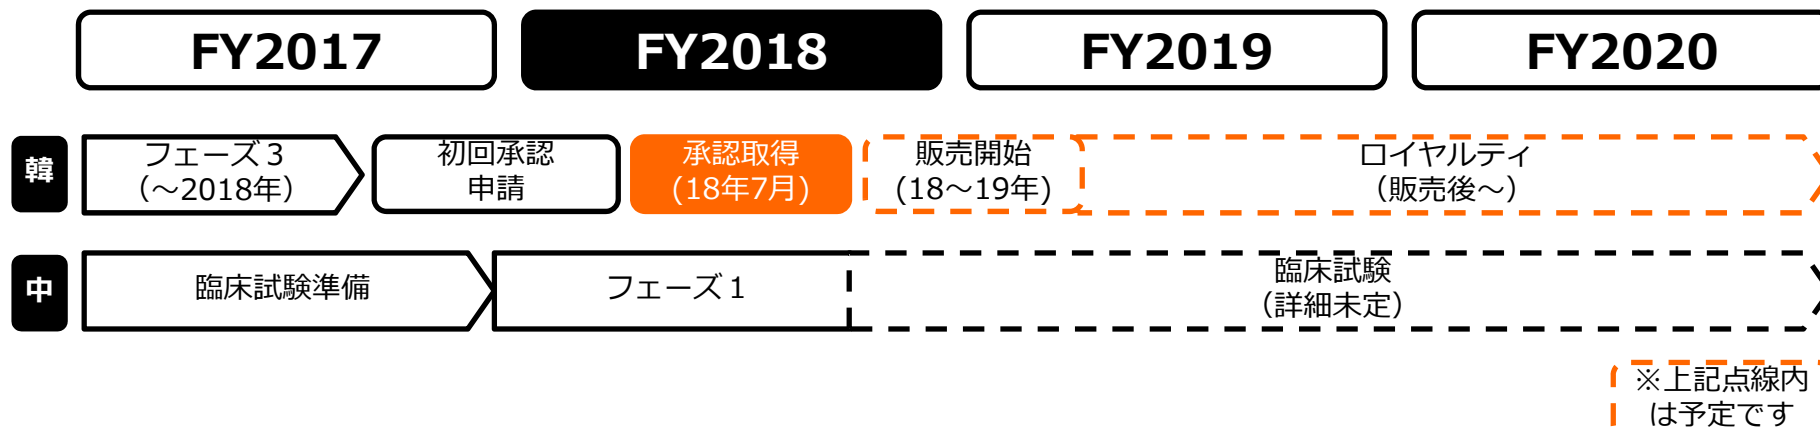 FY2017
FY2018
FY2019
FY2020
韓
フェーズ３
（～2018年）
初回承認
申請
承認取得
(18年7月)
販売開始
(18～19年)
ロイヤルティ
（販売後～）
中
臨床試験準備
フェーズ１
臨床試験
（詳細未定）
※上記点線内
は予定です